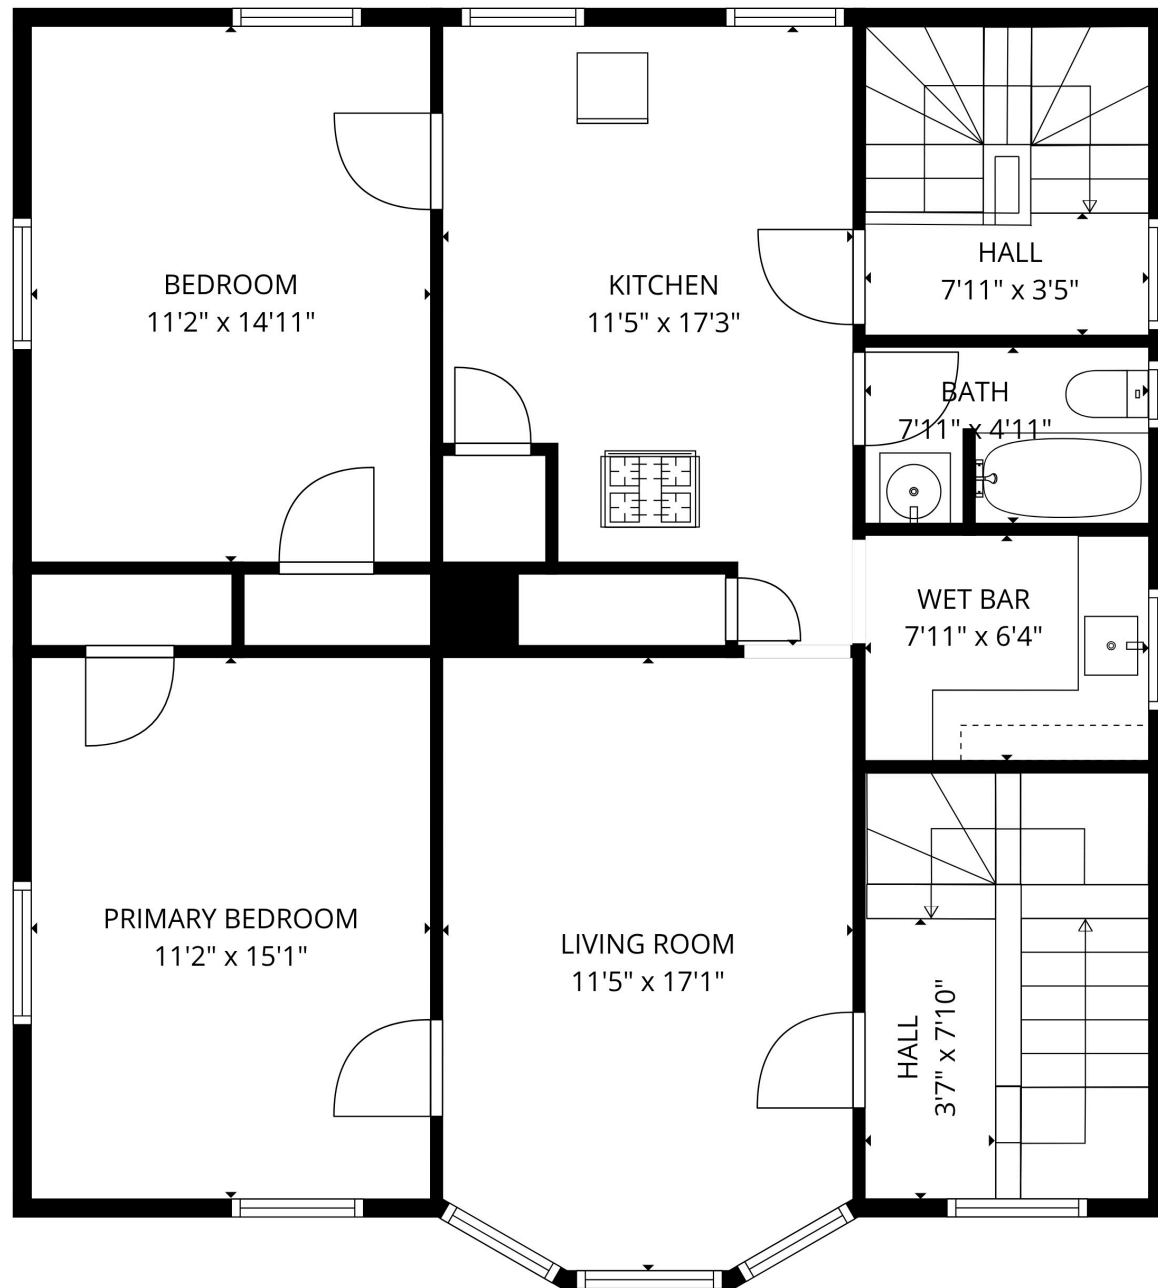 BEDROOM
11'2" x 14'11"
KITCHEN
11'5" x 17'3"
HALL
7'11" x 3'5"
BATH
7'11" x 4'11"
WET BAR
7'11" x 6'4"
PRIMARY BEDROOM
11'2" x 15'1"
LIVING ROOM
11'5" x 17'1"
HALL
3'7" x 7'10"